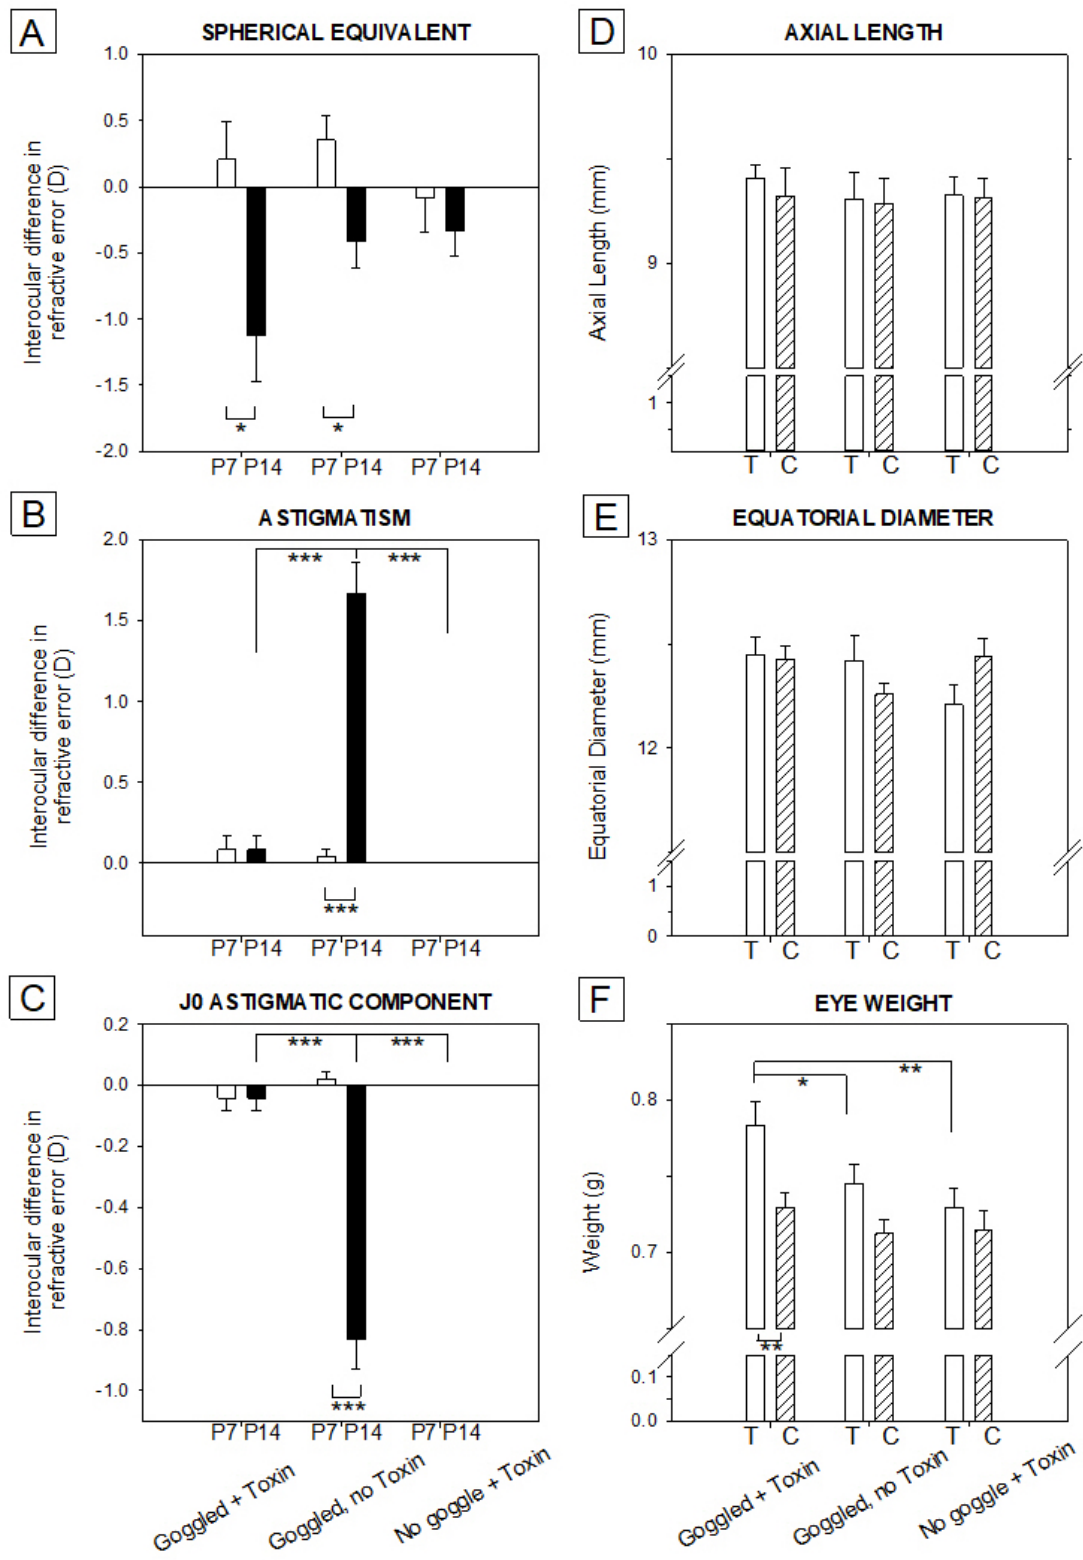 A
SPHERICAL EQUIVALENT
Interocular difference in
refractive error (D)
1.0
0.5
0.0
-0.5
-1.0
-1.5
-2.0
*
*
P7 P14
P7 P14
P7 P14
B
ASTIGMATISM
Interocular difference in
refractive error (D)
2.0
1.5
1.0
0.5
0.0
***
***
***
P7 P14
P7 P14
P7 P14
C
J0 ASTIGMATIC COMPONENT
Interocular difference in
refractive error (D)
0.2
0.0
-0.2
-0.4
-0.6
-0.8
-1.0
***
***
***
P7 P14
P7 P14
P7 P14
Goggled + Toxin
Goggled, no Toxin
No goggle + Toxin
D
AXIAL LENGTH
Axial Length (mm)
10
9
1
T C
T C
T C
E
EQUATORIAL DIAMETER
Equatorial Diameter (mm)
13
12
1
0
T C
T C
T C
F
EYE WEIGHT
Weight (g)
0.8
0.7
0.1
0.0
*
**
**
T C
T C
T C
Goggled + Toxin
Goggled, no Toxin
No goggle + Toxin